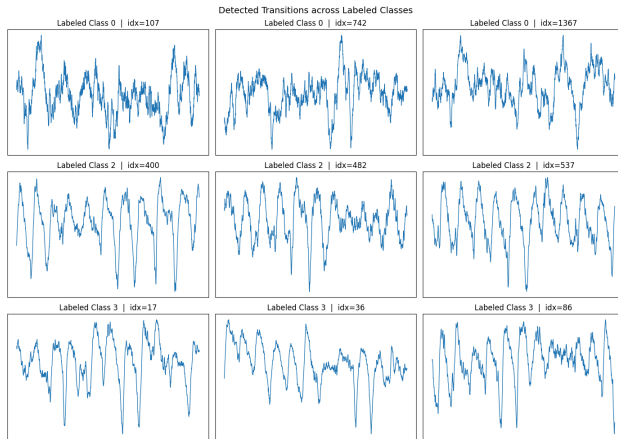 Detected Transitions across Labeled Classes
Labeled Class 0 | idx=107
Labeled Class 0 | idx=742
Labeled Class 0 | idx=1367
Labeled Class 2 | idx=400
Labeled Class 2 | idx=482
Labeled Class 2 | idx=537
Labeled Class 3 | idx=17
Labeled Class 3 | idx=36
Labeled Class 3 | idx=86